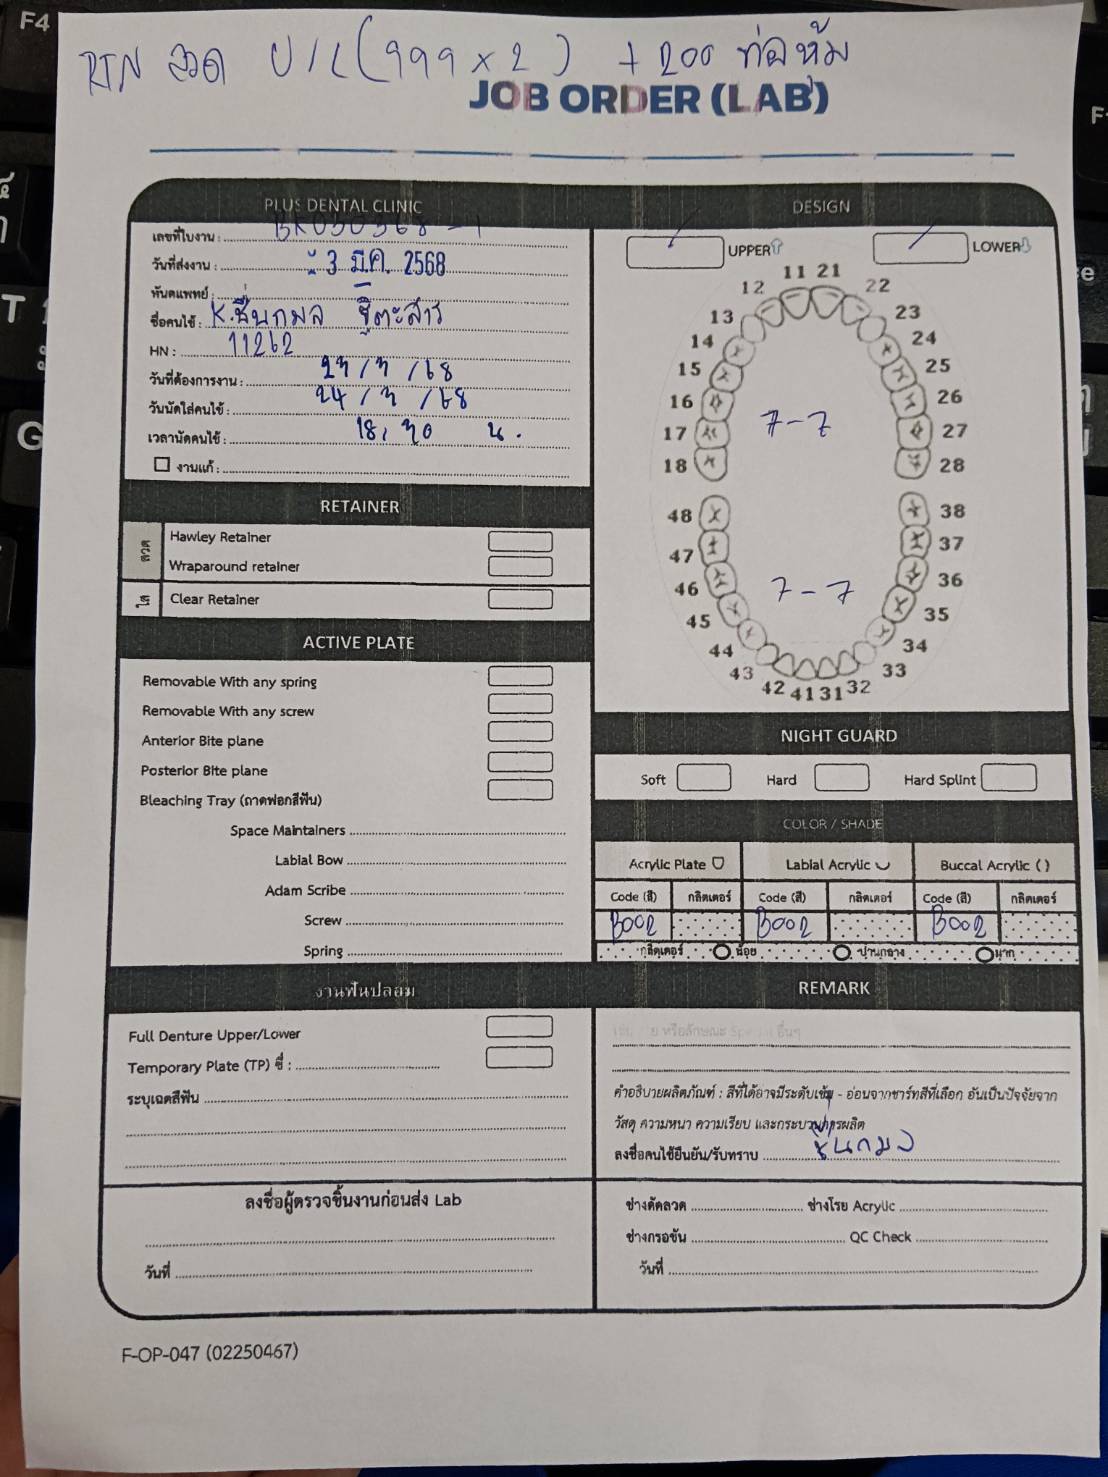 RTN ลวด U/L (999 x 2) + 200 ท่อหุ้ม
JOB ORDER (LAB)
PLUS DENTAL CLINIC
เลขที่ใบงาน : BK030368-1
วันที่ส่งงาน : 3 มี.ค. 2568
ทันตแพทย์ :
ชื่อคนไข้ : K.ชื่นกมล ฐิตะสาร
HN : 11262
วันที่ต้องการงาน : 23/3/68
วันนัดใส่คนไข้ : 24/3/68
เวลานัดคนไข้ : 18.30 น.
งานแก้ :
DESIGN
UPPER LOWER
11 21
12 22
13 23
14 24
15 25
16 26
17 7-7 27
18 28
48 38
47 37
46 7-7 36
45 35
44 34
43 33
42 41 31 32
RETAINER
ลวด
Hawley Retainer
Wraparound retainer
ใส
Clear Retainer
ACTIVE PLATE
Removable With any spring
Removable With any screw
Anterior Bite plane
Posterior Bite plane
Bleaching Tray (ถาดฟอกสีฟัน)
Space Maintainers
Labial Bow
Adam Scribe
Screw
Spring
NIGHT GUARD
Soft Hard Hard Splint
COLOR / SHADE
Acrylic Plate Labial Acrylic Buccal Acrylic ( )
Code (สี) กลิตเตอร์ Code (สี) กลิตเตอร์ Code (สี) กลิตเตอร์
B002 B002 B002
กลิตเตอร์ น้อย ปานกลาง มาก
งานฟันปลอม
Full Denture Upper/Lower
Temporary Plate (TP) ซี่ :
ระบุเฉดสีฟัน
REMARK
หรือลักษณะ Special อื่นๆ
คำอธิบายผลิตภัณฑ์ : สีที่ได้อาจมีระดับเข้ม - อ่อนจากชาร์ทสีที่เลือก อันเป็นปัจจัยจาก
วัสดุ ความหนา ความเรียบ และกระบวนการผลิต
ลงชื่อคนไข้ยืนยัน/รับทราบ ชื่นกมล
ลงชื่อผู้ตรวจชิ้นงานก่อนส่ง Lab
วันที่
ช่างดัดลวด ช่างโรย Acrylic
ช่างกรอขัน QC Check
วันที่
F-OP-047 (02250467)